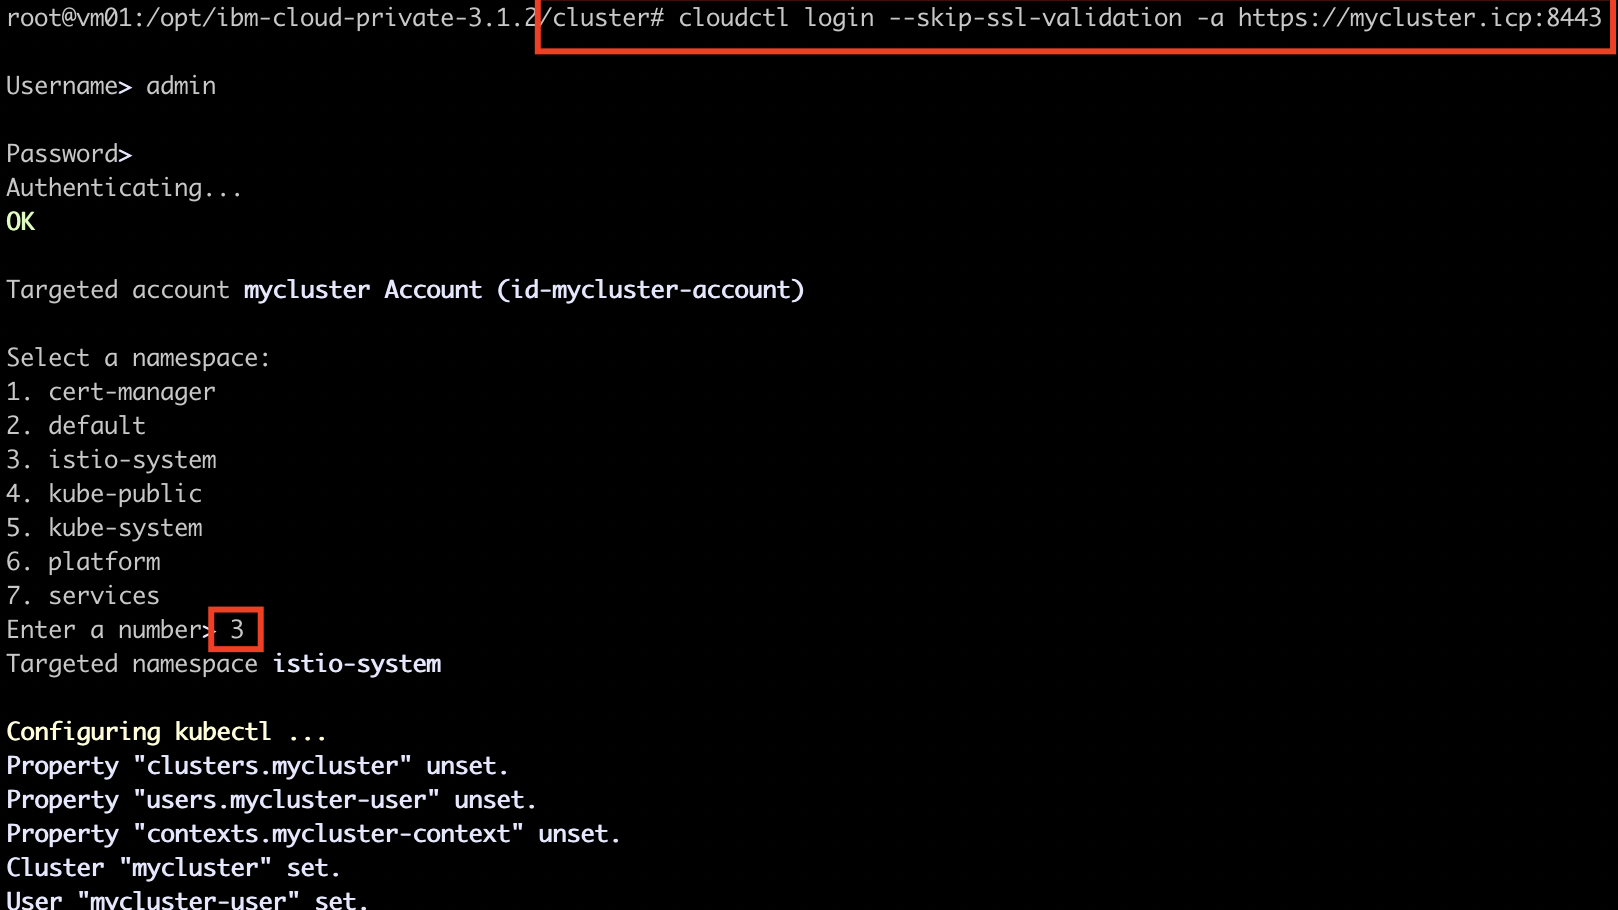 root@vm01:/opt/ibm-cloud-private-3.1.2/cluster# cloudctl login --skip-ssl-validation -a https://mycluster.icp:8443
Username> admin
Password>
Authenticating...
OK
Targeted account mycluster Account (id-mycluster-account)
Select a namespace:
1. cert-manager
2. default
3. istio-system
4. kube-public
5. kube-system
6. platform
7. services
Enter a number> 3
Targeted namespace istio-system
Configuring kubectl ...
Property "clusters.mycluster" unset.
Property "users.mycluster-user" unset.
Property "contexts.mycluster-context" unset.
Cluster "mycluster" set.
User "mycluster-user" set.